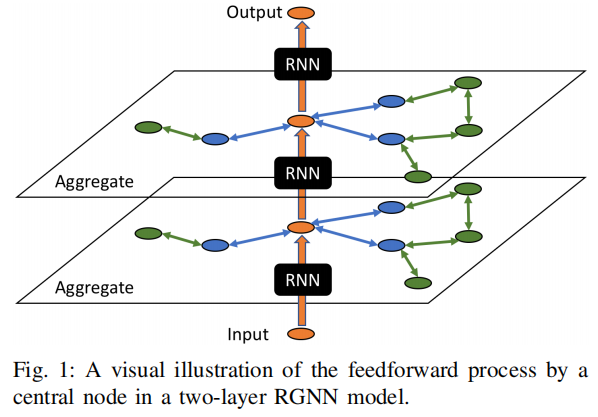 Output
RNN
Aggregate
RNN
Aggregate
RNN
Input
Fig. 1: A visual illustration of the feedforward process by a
central node in a two-layer RGNN model.